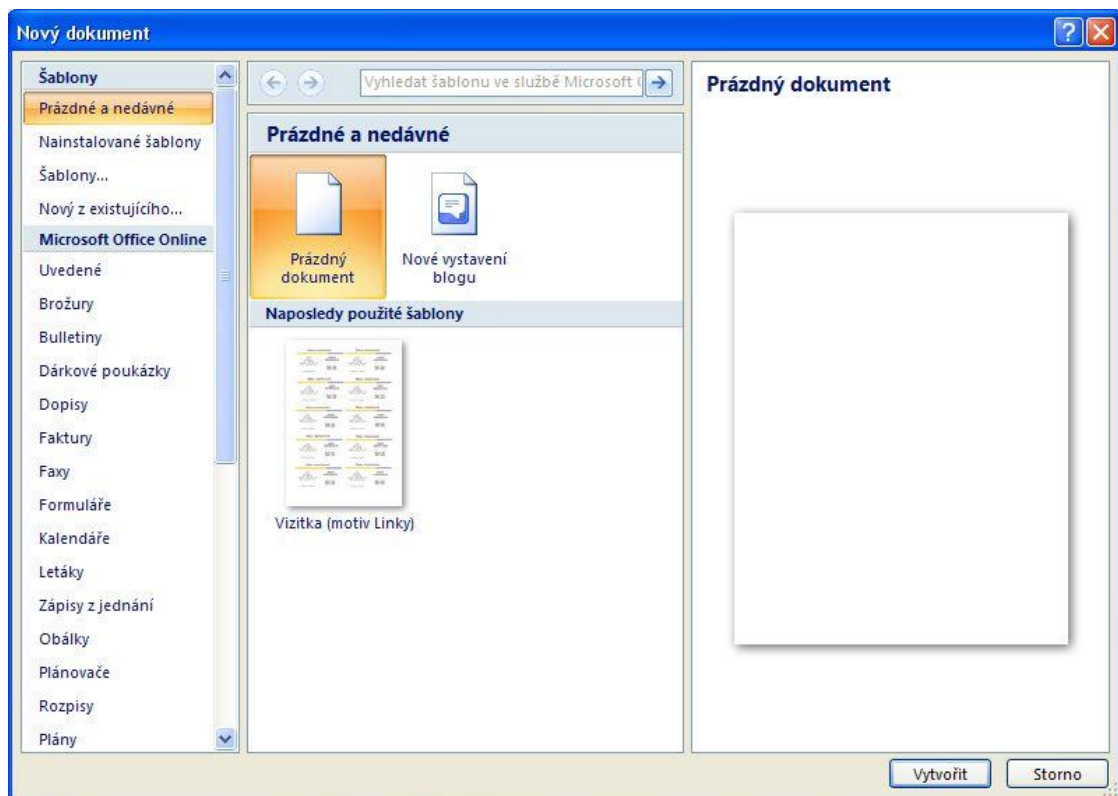 Nový dokument
Šablony
Prázdné a nedávné
Nainstalované šablony
Šablony...
Nový z existujícího...
Microsoft Office Online
Uvedené
Brožury
Bulletiny
Dárkové poukázky
Dopisy
Faktury
Faxy
Formuláře
Kalendáře
Letáky
Zápisy z jednání
Obálky
Plánovače
Rozpisy
Plány
Vyhledat šablonu ve službě Microsoft
Prázdné a nedávné
Prázdný
dokument
Nové vystavení
blogu
Naposledy použité šablony
Vizitka (motiv Linky)
Prázdný dokument
Vytvořit
Storno